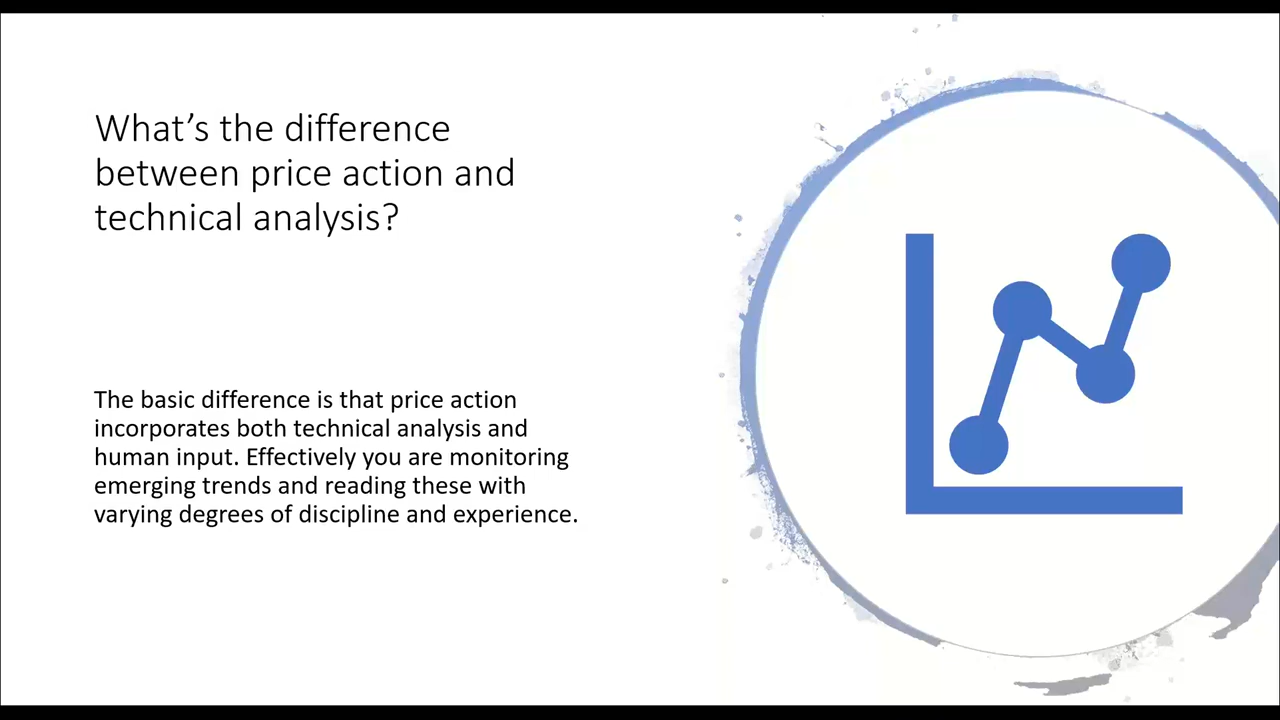 What’s the difference
between price action and
technical analysis?
The basic difference is that price action
incorporates both technical analysis and
human input. Effectively you are monitoring
emerging trends and reading these with
varying degrees of discipline and experience.